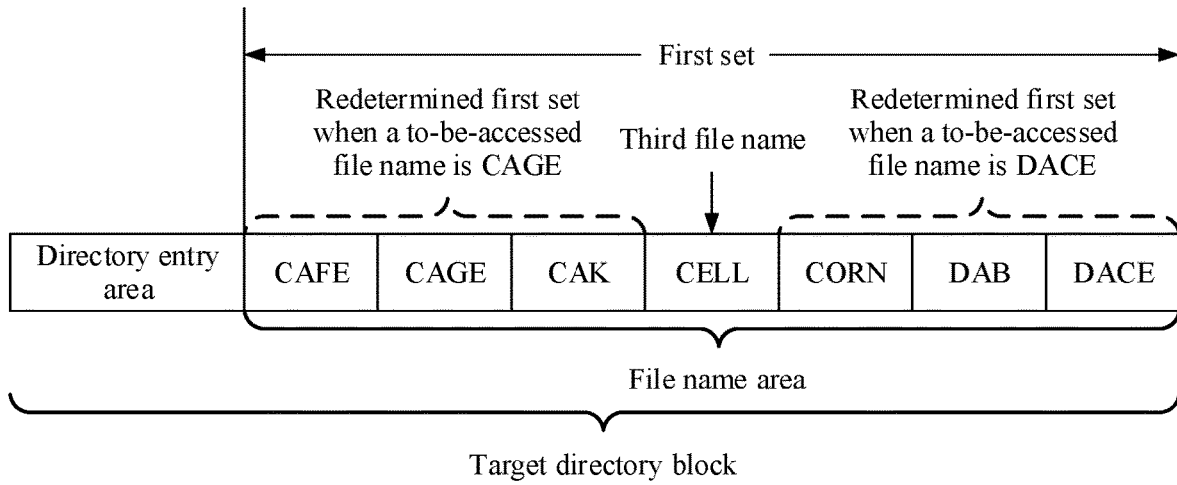 First set
Redetermined first set
when a to-be-accessed
file name is CAGE
Third file name
Redetermined first set
when a to-be-accessed
file name is DACE
Directory entry
area
CAFE
CAGE
CAK
CELL
CORN
DAB
DACE
File name area
Target directory block